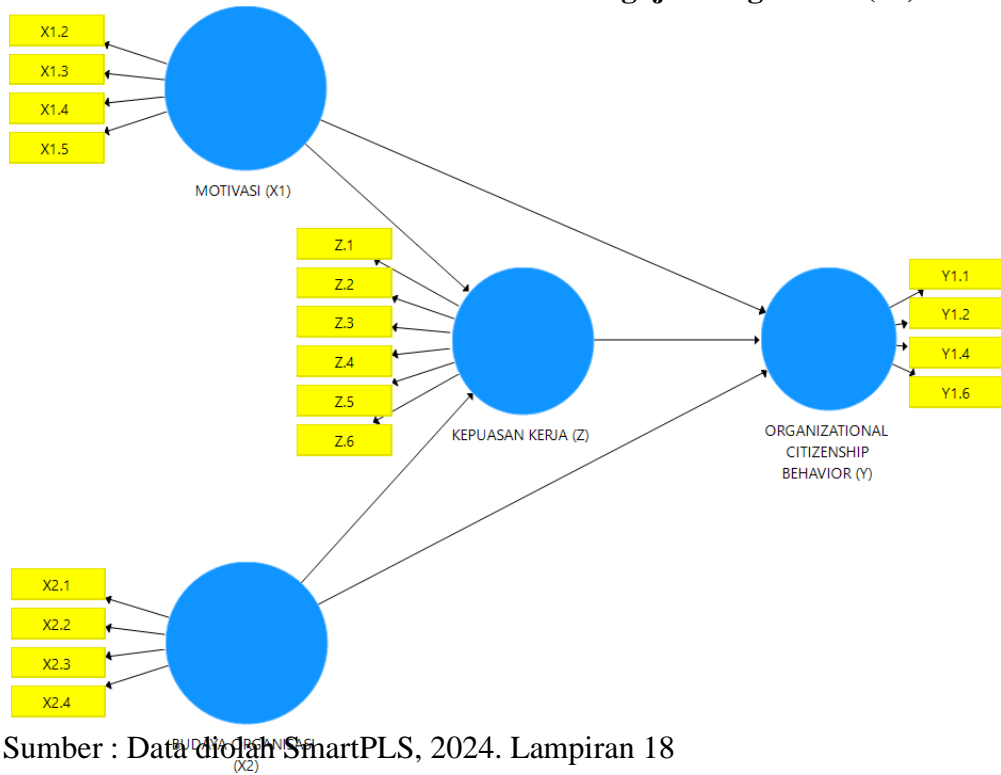 X1.2
X1.3
X1.4
X1.5
MOTIVASI (X1)
Z.1
Z.2
Z.3
Z.4
Z.5
Z.6
KEPUASAN KERJA (Z)
Y1.1
Y1.2
Y1.4
Y1.6
ORGANIZATIONAL
CITIZENSHIP
BEHAVIOR (Y)
X2.1
X2.2
X2.3
X2.4
BUDAYA ORGANISASI
(X2)
Sumber : Data diolah SmartPLS, 2024. Lampiran 18